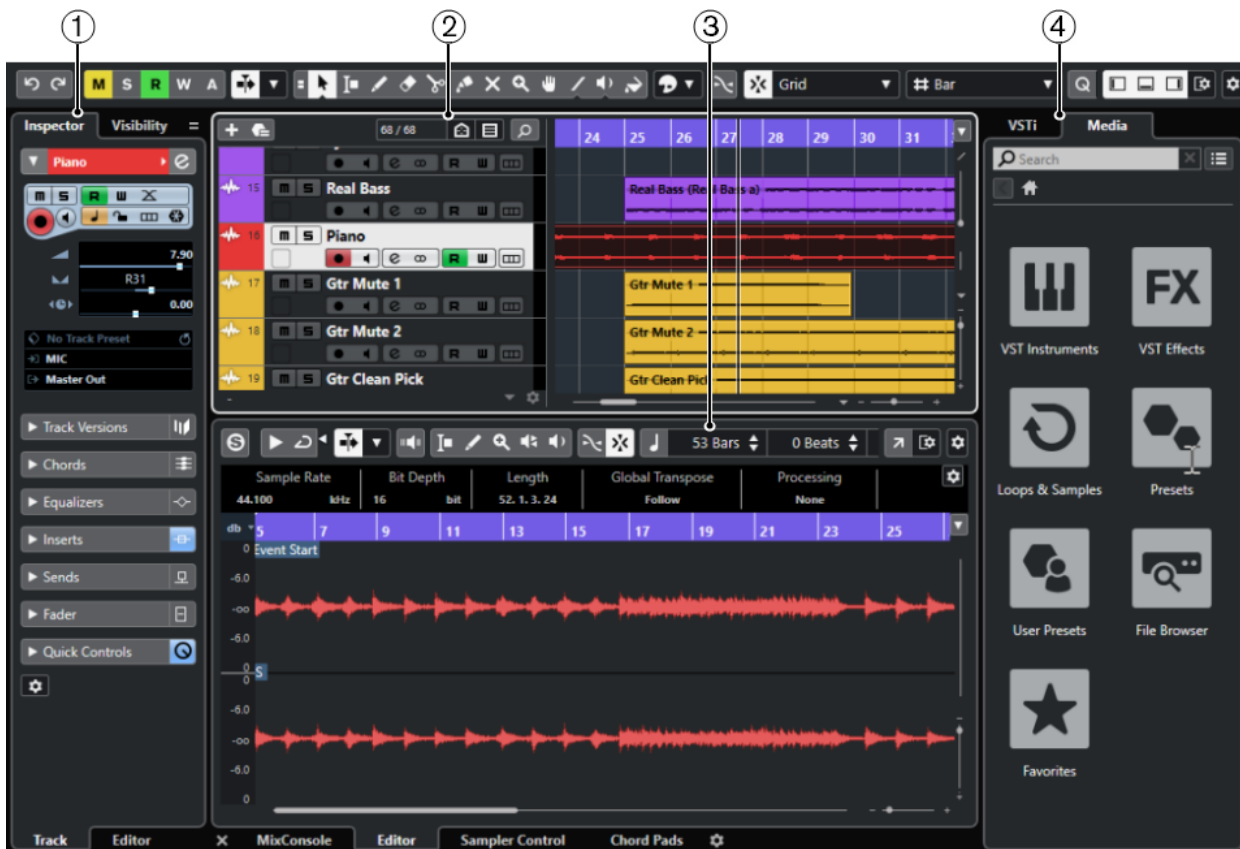 1 2 3 4
M S R W A Grid Bar Q
Inspector Visibility
Piano
7.90
R31
0.00
No Track Preset
MIC
Master Out
Track Versions
Chords
Equalizers
Inserts
Sends
Fader
Quick Controls
Track Editor
68 / 68
24 25 26 27 28 29 30 31
15 m S Real Bass
R W
Real Bass (Real Bass a)
16 m S Piano
R W
17 m S Gtr Mute 1
R W
Gtr Mute 1
18 m S Gtr Mute 2
R W
Gtr Mute 2
19 m S Gtr Clean Pick
Gtr Clean Pick
53 Bars 0 Beats
Sample Rate Bit Depth Length Global Transpose Processing
44.100 kHz 16 bit 52. 1. 3. 24 Follow None
dB 5 7 9 11 13 15 17 19 21 23 25
0 Event Start
-6.0
-oo
-6.0
0
0 S
-6.0
-oo
-6.0
0
MixConsole Editor Sampler Control Chord Pads
VSTi Media
Search
VST Instruments
FX
VST Effects
Loops & Samples
Presets
User Presets
File Browser
Favorites